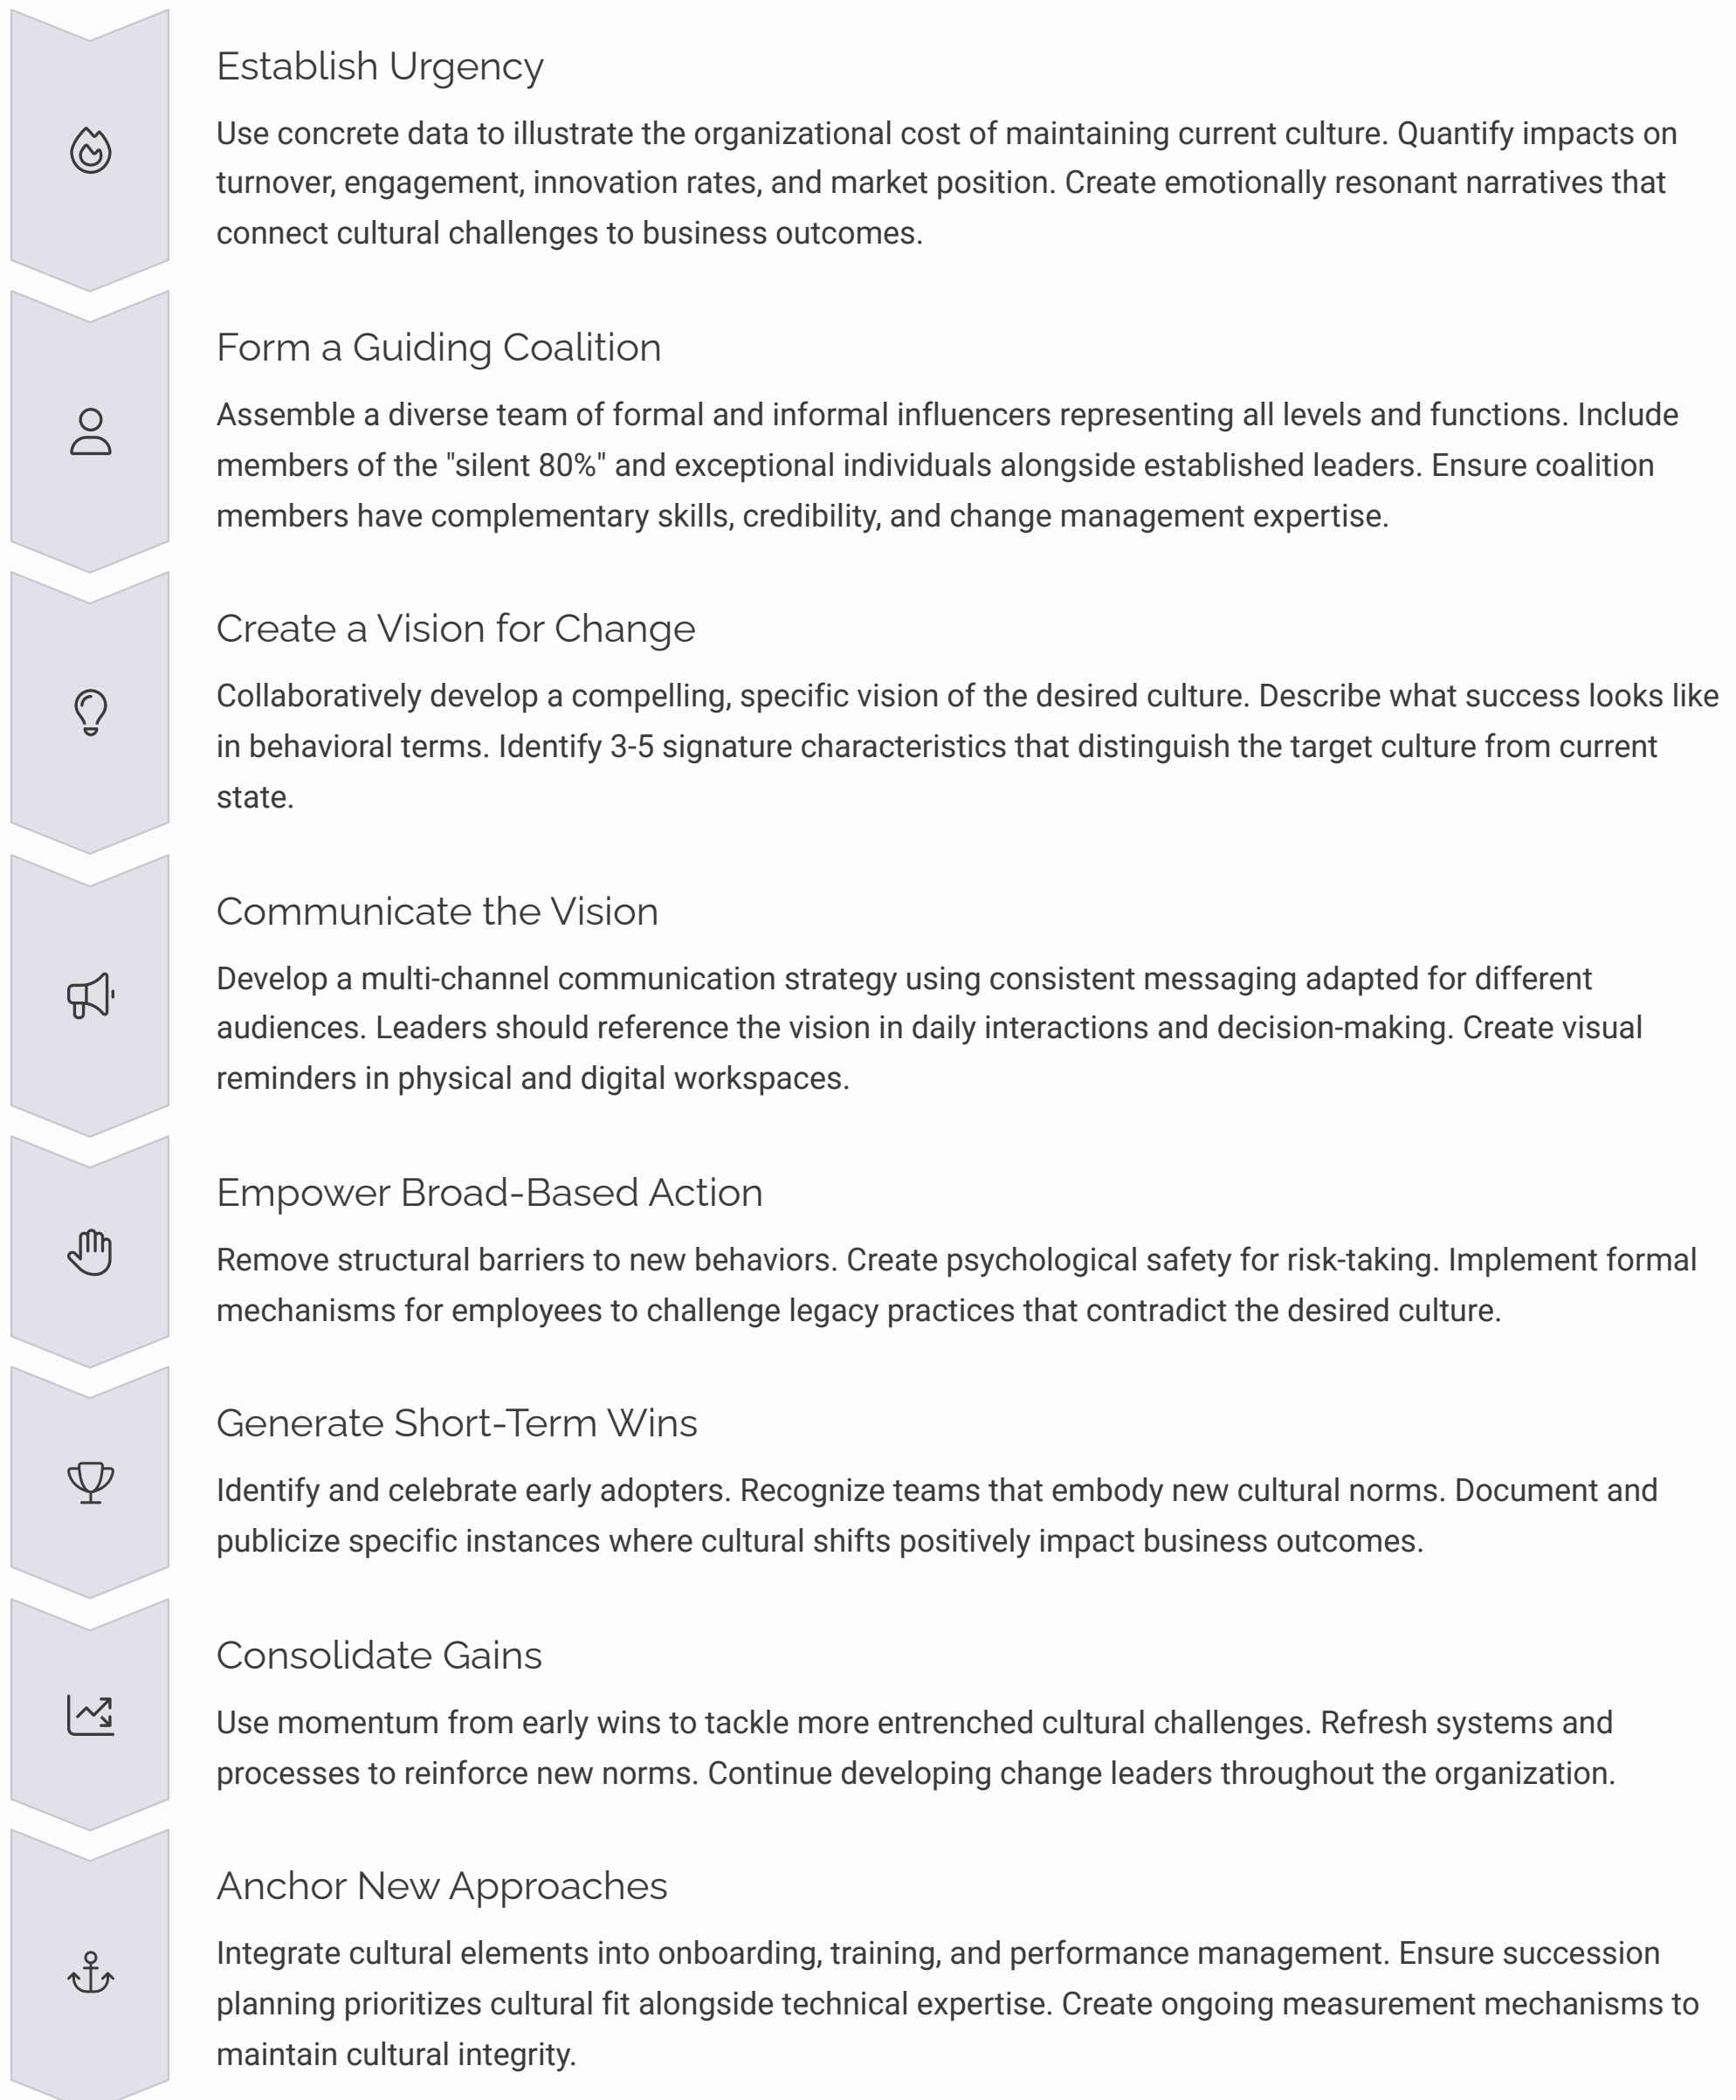 Establish Urgency
Use concrete data to illustrate the organizational cost of maintaining current culture. Quantify impacts on
turnover, engagement, innovation rates, and market position. Create emotionally resonant narratives that
connect cultural challenges to business outcomes.
Form a Guiding Coalition
Assemble a diverse team of formal and informal influencers representing all levels and functions. Include
members of the "silent 80%" and exceptional individuals alongside established leaders. Ensure coalition
members have complementary skills, credibility, and change management expertise.
Create a Vision for Change
Collaboratively develop a compelling, specific vision of the desired culture. Describe what success looks like
in behavioral terms. Identify 3-5 signature characteristics that distinguish the target culture from current
state.
Communicate the Vision
Develop a multi-channel communication strategy using consistent messaging adapted for different
audiences. Leaders should reference the vision in daily interactions and decision-making. Create visual
reminders in physical and digital workspaces.
Empower Broad-Based Action
Remove structural barriers to new behaviors. Create psychological safety for risk-taking. Implement formal
mechanisms for employees to challenge legacy practices that contradict the desired culture.
Generate Short-Term Wins
Identify and celebrate early adopters. Recognize teams that embody new cultural norms. Document and
publicize specific instances where cultural shifts positively impact business outcomes.
Consolidate Gains
Use momentum from early wins to tackle more entrenched cultural challenges. Refresh systems and
processes to reinforce new norms. Continue developing change leaders throughout the organization.
Anchor New Approaches
Integrate cultural elements into onboarding, training, and performance management. Ensure succession
planning prioritizes cultural fit alongside technical expertise. Create ongoing measurement mechanisms to
maintain cultural integrity.